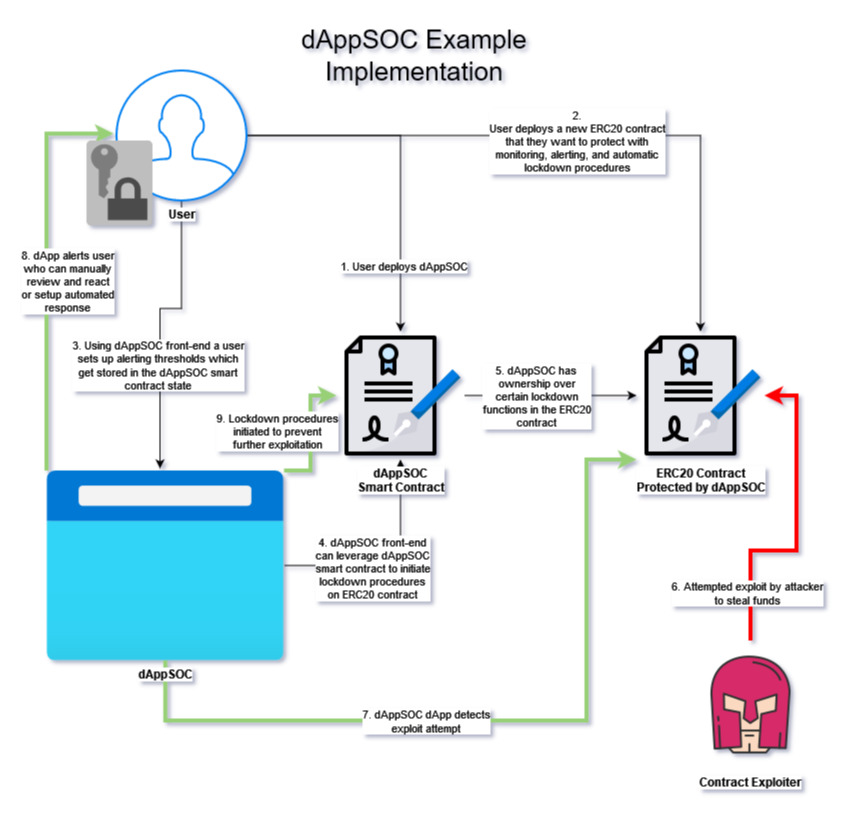 dAppSOC Example
Implementation
2.
User deploys a new ERC20 contract
that they want to protect with
monitoring, alerting, and automatic
lockdown procedures
User
8. dApp alerts user
who can manually
review and react
or setup automated
response
1. User deploys dAppSOC
3. Using dAppSOC front-end a user
sets up alerting thresholds which
get stored in the dAppSOC smart
contract state
5. dAppSOC has
ownership over
certain lockdown
functions in the ERC20
contract
9. Lockdown procedures
initiated to prevent
further exploitation
dAppSOC
Smart Contract
ERC20 Contract
Protected by dAppSOC
4. dAppSOC front-end
can leverage dAppSOC
smart contract to initiate
lockdown procedures
on ERC20 contract
6. Attempted exploit by attacker
to steal funds
dAppSOC
7. dAppSOC dApp detects
exploit attempt
Contract Exploiter